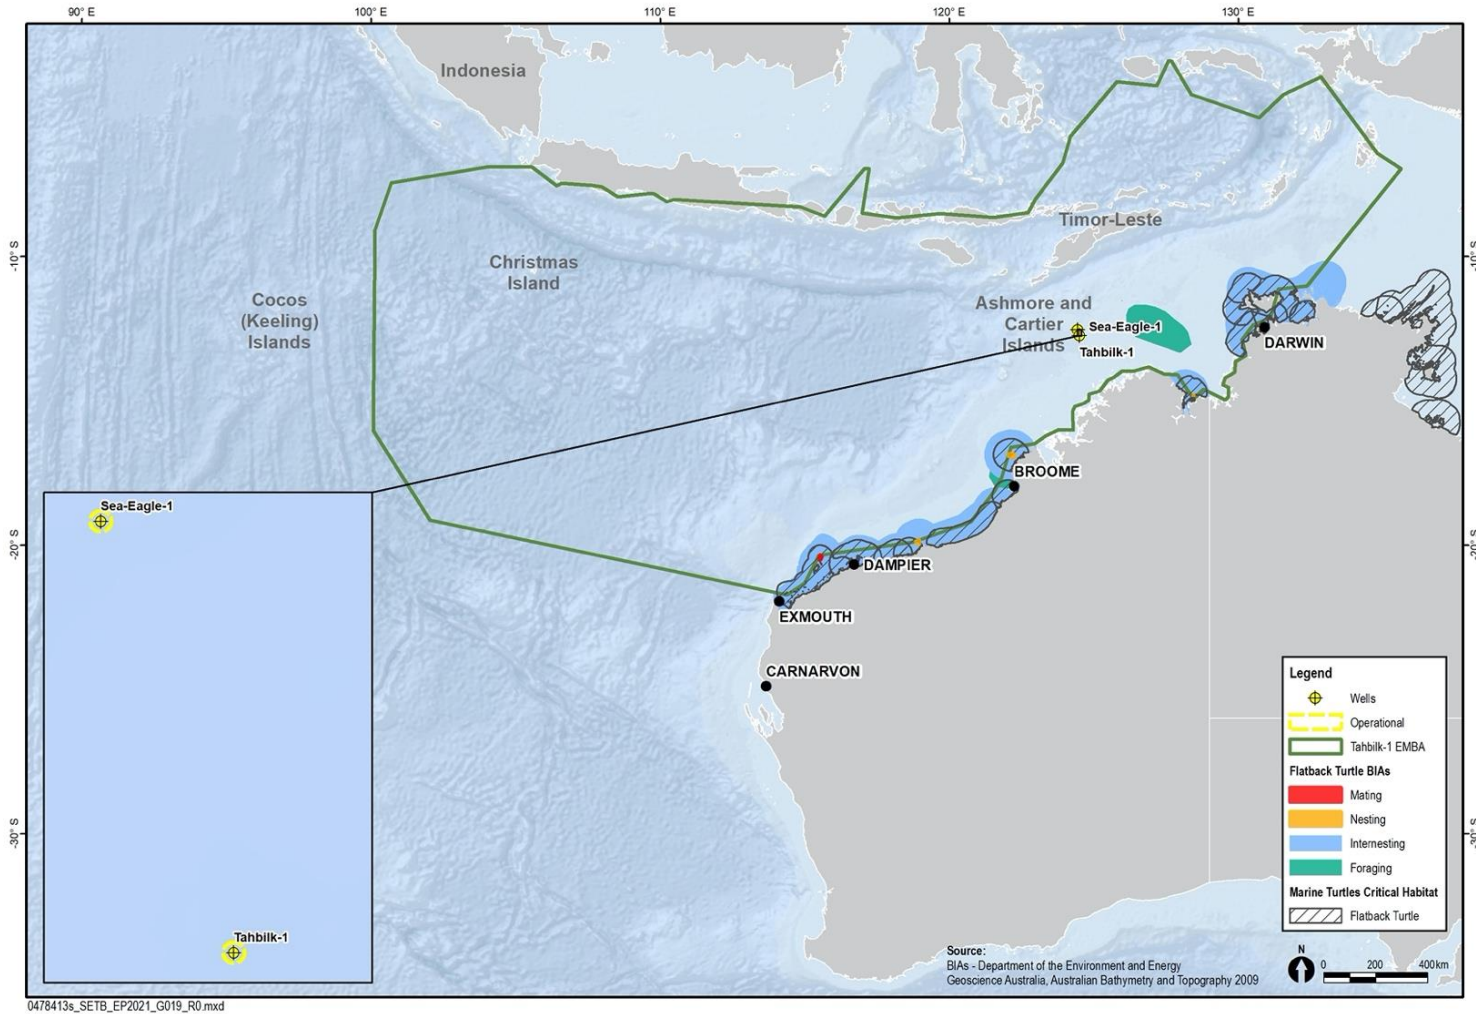 90° E
100° E
110° E
120° E
130° E
Indonesia
Timor-Leste
-10° S
-10° S
Christmas
Island
Cocos
(Keeling)
Islands
Ashmore and
Cartier
Islands
Sea-Eagle-1
Tahbilk-1
DARWIN
BROOME
Sea-Eagle-1
-20° S
-20° S
DAMPIER
EXMOUTH
CARNARVON
Legend
Wells
Operational
Tahbilk-1 EMBA
Flatback Turtle BIAs
Mating
Nesting
Internesting
Foraging
Marine Turtles Critical Habitat
Flatback Turtle
-30° S
-30° S
Tahbilk-1
Source:
BIAs - Department of the Environment and Energy
Geoscience Australia, Australian Bathymetry and Topography 2009
N
0 200 400km
0478413s_SETB_EP2021_G019_R0.mxd